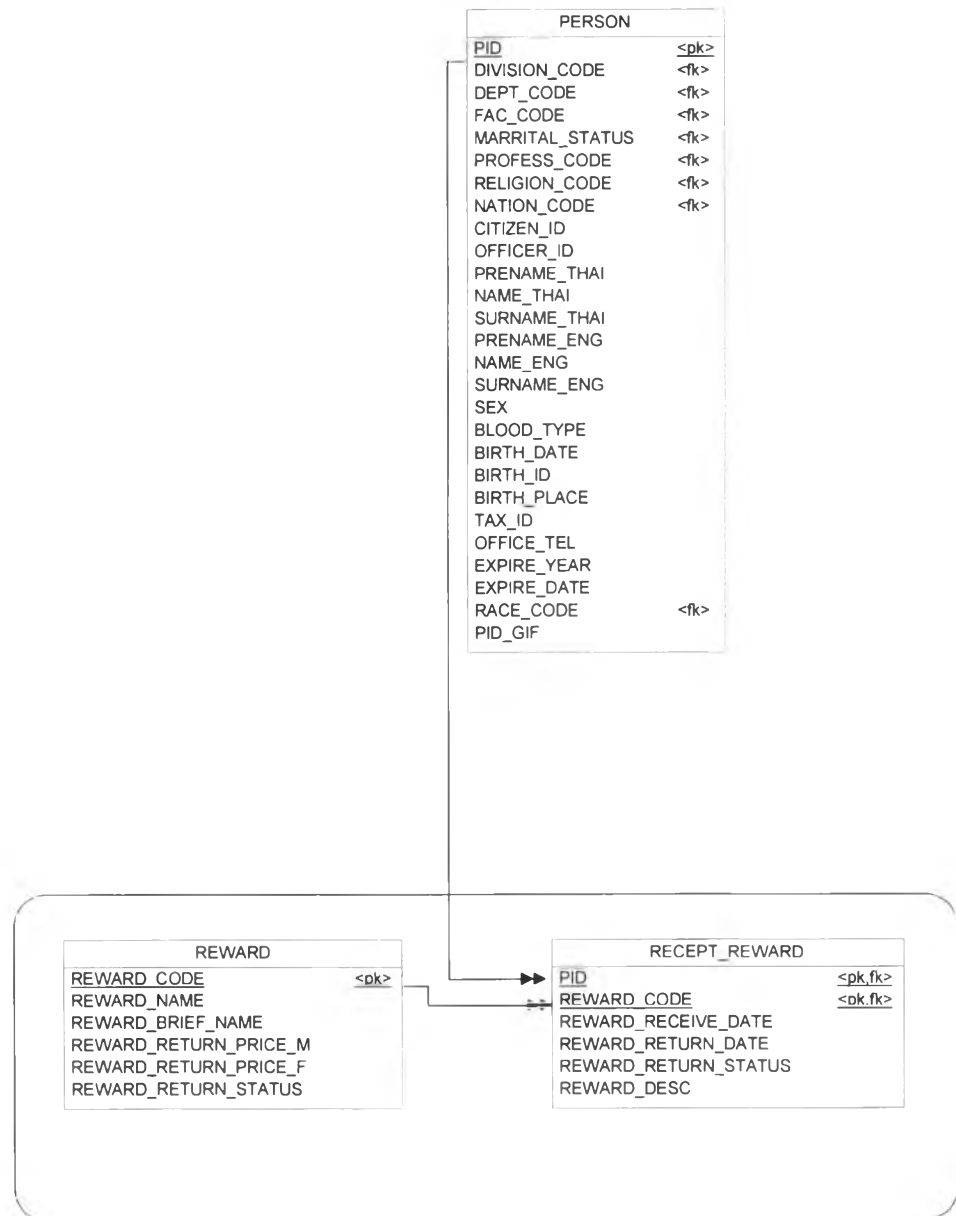 PERSON
PID <pk>
DIVISION_CODE <fk>
DEPT_CODE <fk>
FAC_CODE <fk>
MARRITAL_STATUS <fk>
PROFESS_CODE <fk>
RELIGION_CODE <fk>
NATION_CODE <fk>
CITIZEN_ID
OFFICER_ID
PRENAME_THAI
NAME_THAI
SURNAME_THAI
PRENAME_ENG
NAME_ENG
SURNAME_ENG
SEX
BLOOD_TYPE
BIRTH_DATE
BIRTH_ID
BIRTH_PLACE
TAX_ID
OFFICE_TEL
EXPIRE_YEAR
EXPIRE_DATE
RACE_CODE <fk>
PID_GIF
REWARD
REWARD_CODE <pk>
REWARD_NAME
REWARD_BRIEF_NAME
REWARD_RETURN_PRICE_M
REWARD_RETURN_PRICE_F
REWARD_RETURN_STATUS
RECEPT_REWARD
PID <pk,fk>
REWARD_CODE <pk,fk>
REWARD_RECEIVE_DATE
REWARD_RETURN_DATE
REWARD_RETURN_STATUS
REWARD_DESC